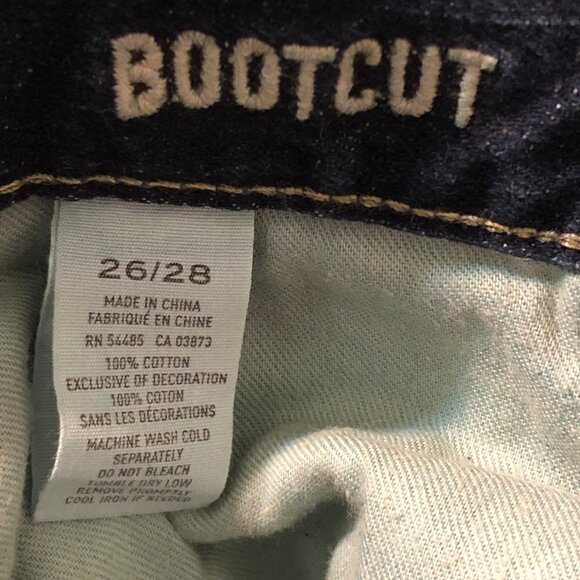 BOOTCUT
26/28
MADE IN CHINA
FABRIQUÉ EN CHINE
RN 54485 CA 03873
100% COTTON
EXCLUSIVE OF DECORATION
100% COTON
SANS LES DÉCORATIONS
MACHINE WASH COLD
SEPARATELY
DO NOT BLEACH
TUMBLE DRY LOW
REMOVE PROMPTLY
COOL IRON IF NEEDED